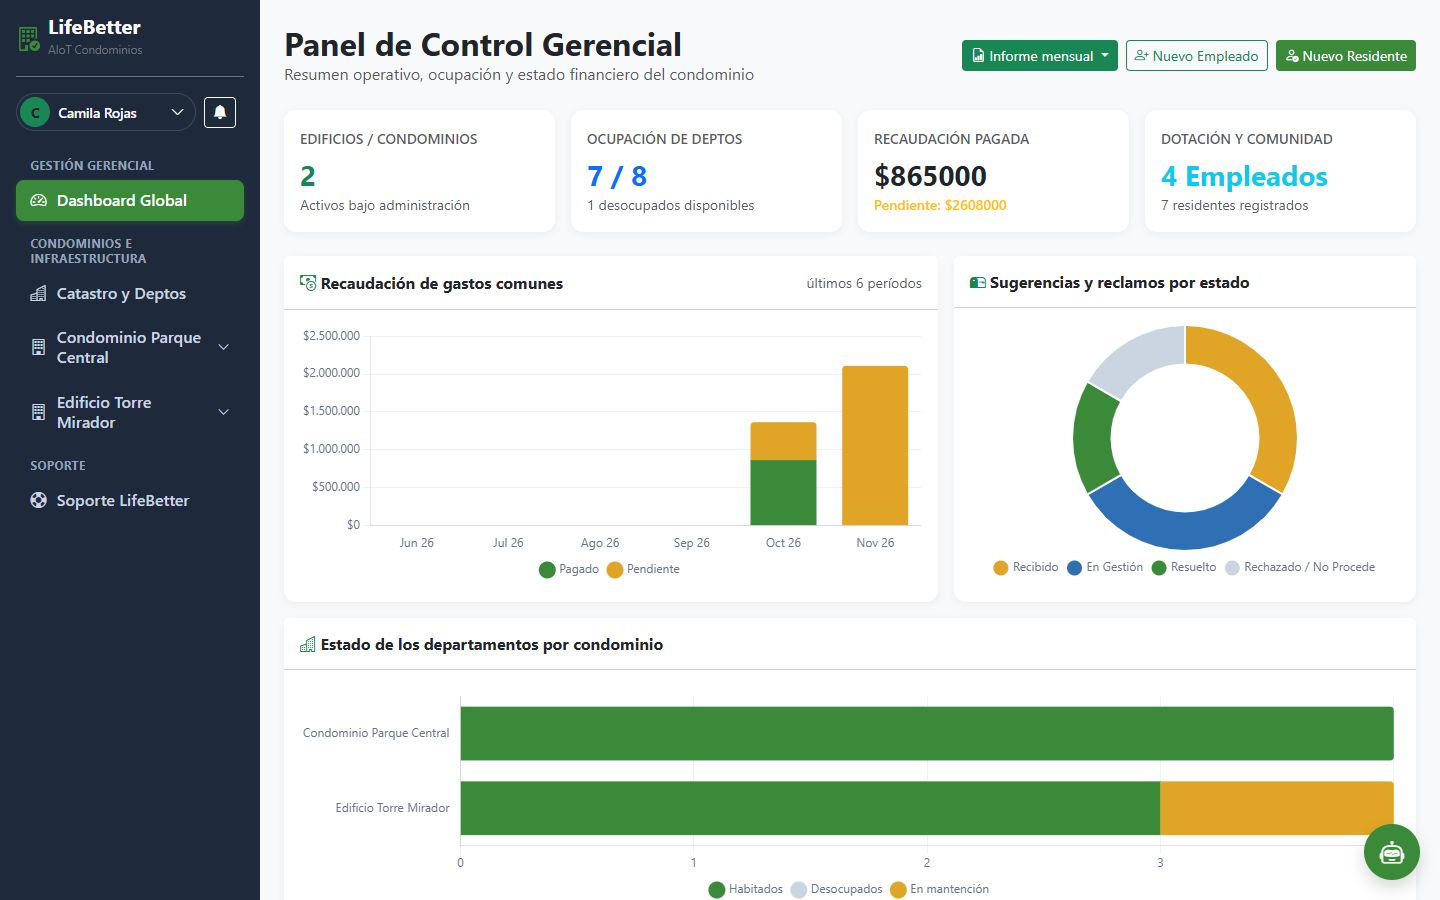 LifeBetter
AIoT Condominios
C Camila Rojas
GESTIÓN GERENCIAL
Dashboard Global
CONDOMINIOS E
INFRAESTRUCTURA
Catastro y Deptos
Condominio Parque
Central
Edificio Torre
Mirador
SOPORTE
Soporte LifeBetter
Panel de Control Gerencial
Resumen operativo, ocupación y estado financiero del condominio
Informe mensual
Nuevo Empleado
Nuevo Residente
EDIFICIOS / CONDOMINIOS
2
Activos bajo administración
OCUPACIÓN DE DEPTOS
7 / 8
1 desocupados disponibles
RECAUDACIÓN PAGADA
$865000
Pendiente: $2608000
DOTACIÓN Y COMUNIDAD
4 Empleados
7 residentes registrados
Recaudación de gastos comunes
últimos 6 períodos
$2.500.000
$2.000.000
$1.500.000
$1.000.000
$500.000
$0
Jun 26 Jul 26 Ago 26 Sep 26 Oct 26 Nov 26
Pagado Pendiente
Sugerencias y reclamos por estado
Recibido En Gestión Resuelto Rechazado / No Procede
Estado de los departamentos por condominio
Condominio Parque Central
Edificio Torre Mirador
0 1 2 3
Habitados Desocupados En mantención